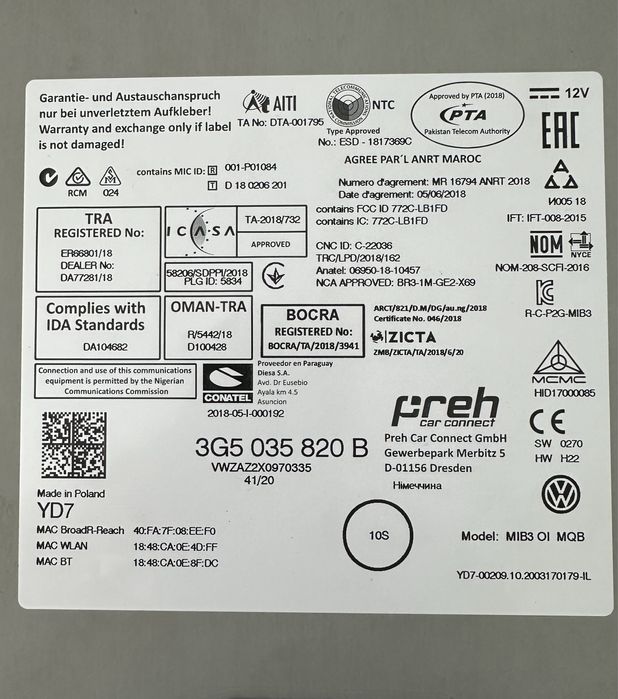 Garantie- und Austauschanspruch
nur bei unverletztem Aufkleber!
Warranty and exchange only if label
is not damaged!
AITI
TA No: DTA-001795
NTC
Type Approved
No.: ESD - 1817369C
Approved by PTA (2018)
PTA
Pakistan Telecom Authority
12V
EAC
RCM
024
contains MIC ID: R 001-P01084
T D 18 0206 201
AGREE PAR´L ANRT MAROC
Numero d'agrement: MR 16794 ANRT 2018
Date d'agrement: 05/06/2018
И005 18
contains FCC ID 772C-LB1FD
contains IC: 772C-LB1FD
IFT: IFT-008-2015
TRA
REGISTERED No:
ER66801/18
DEALER No:
DA77281/18
ICASA
TA-2018/732
APPROVED
58206/SDPPI/2018
PLG ID: 5834
CNC ID: C-22036
TRC/LPD/2018/162
Anatel: 06950-18-10457
NCA APPROVED: BR3-1M-GE2-X69
NOM
NYCE
NOM-208-SCFI-2016
Complies with
IDA Standards
DA104682
OMAN-TRA
R/5442/18
D100428
BOCRA
REGISTERED No:
BOCRA/TA/2018/3941
ARCT/821/D.M/DG/au.ng/2018
Certificate No. 046/2018
ZICTA
ZMB/ZICTA/TA/2018/6/20
R-C-P2G-MIB3
Connection and use of this communications
equipment is permitted by the Nigerian
Communications Commission
CONATEL
Proveedor en Paraguay
Diesa S.A.
Avd. Dr Eusebio
Ayala km 4.5
Asuncion
2018-05-I-000192
MCMC
HID17000085
preh
car connect
Preh Car Connect GmbH
Gewerbepark Merbitz 5
D-01156 Dresden
Німеччина
CE
SW 0270
HW H22
3G5 035 820 B
VWZAZ2X0970335
41/20
Made in Poland
YD7
MAC BroadR-Reach 40:FA:7F:08:EE:F0
MAC WLAN 18:48:CA:0E:4D:FF
MAC BT 18:48:CA:0E:8F:DC
10S
VW
Model: MIB3 OI MQB
YD7-00209.10.2003170179-IL